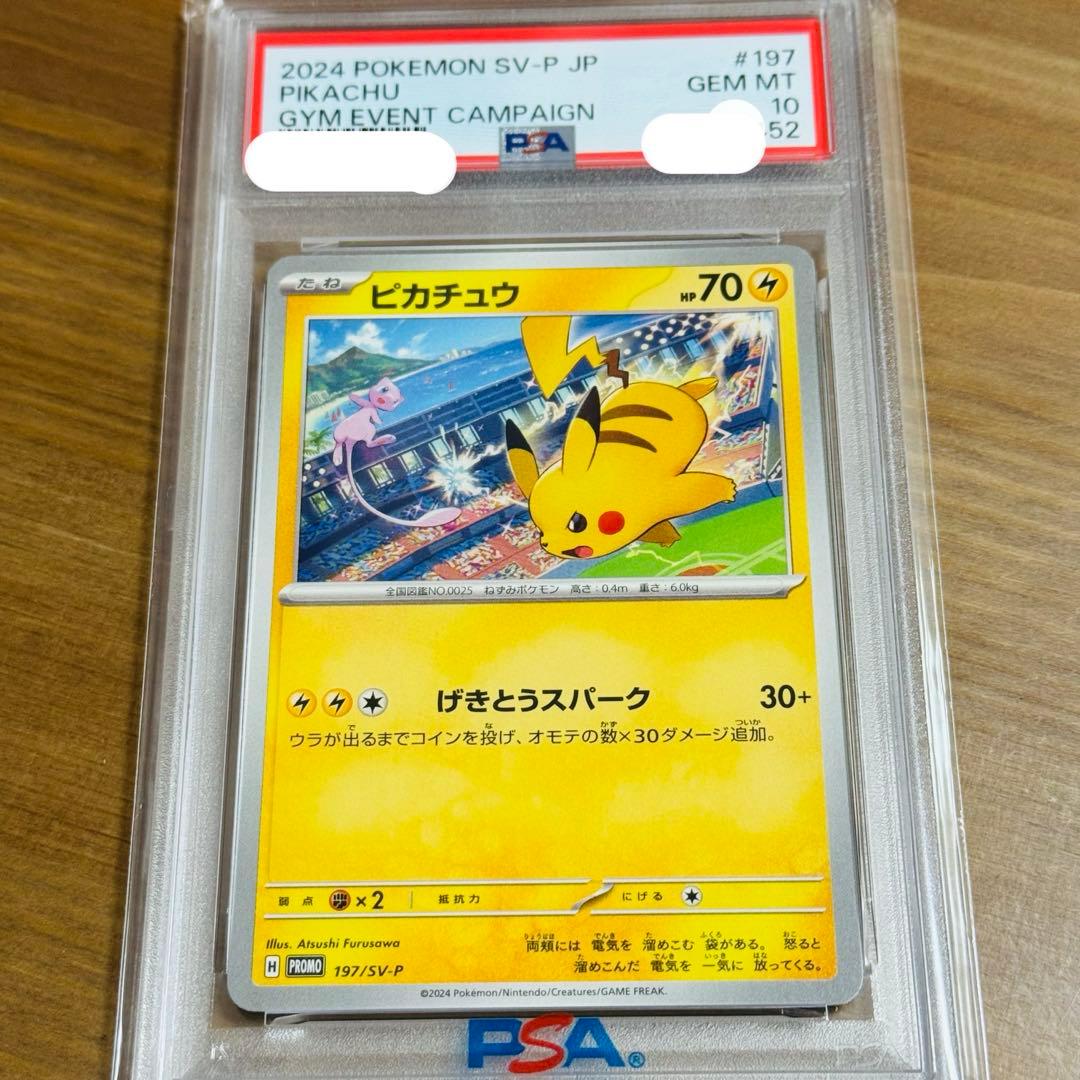 2024 POKEMON SV-P JP #197
PIKACHU GEM MT
GYM EVENT CAMPAIGN 10
52
PSA
たね ピカチュウ HP 70
全国図鑑NO.0025 ねずみポケモン 高さ:0.4m 重さ:6.0kg
げきとうスパーク 30+
ウラが出るまでコインを投げ、オモテの数×30ダメージ追加。
弱点 ×2 抵抗力 にげる
Illus. Atsushi Furusawa
両頬には 電気を 溜めこむ 袋がある。 怒ると
溜めこんだ 電気を 一気に 放ってくる。
H PROMO 197/SV-P
©2024 Pokémon/Nintendo/Creatures/GAME FREAK.
PSA®